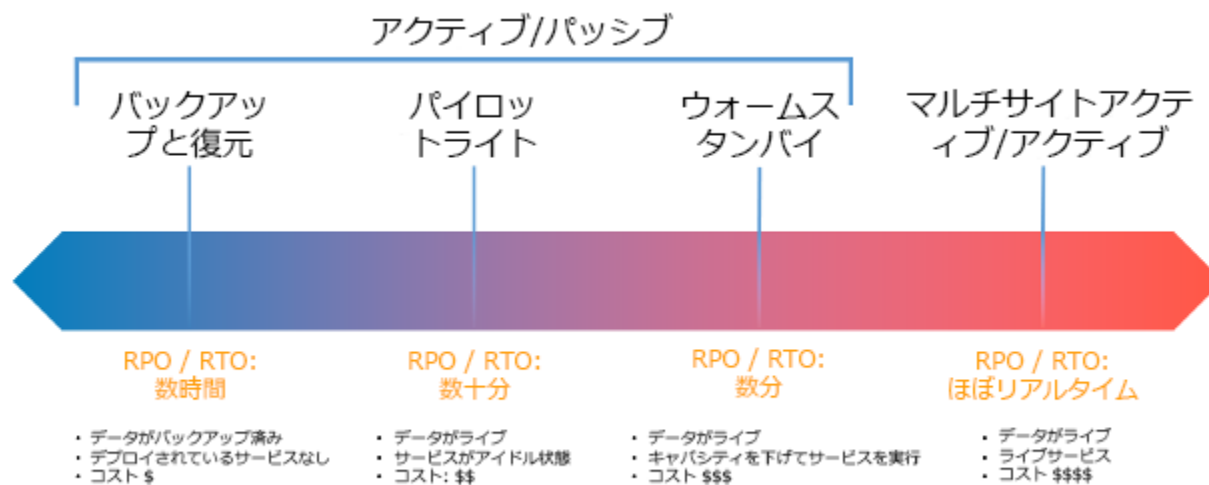 アクティブ/パッシブ
バックアッ
プと復元
パイロッ
トライト
ウォームス
タンバイ
マルチサイトアクテ
ィブ/アクティブ
RPO / RTO:
数時間
RPO / RTO:
数十分
RPO / RTO:
数分
RPO / RTO:
ほぼリアルタイム
・ データがバックアップ済み
・ デプロイされているサービスなし
・ コスト $
・ データがライブ
・ サービスがアイドル状態
・ コスト: $$
・ データがライブ
・ キャパシティを下げてサービスを実行
・ コスト $$$
・ データがライブ
・ ライブサービス
・ コスト $$$$